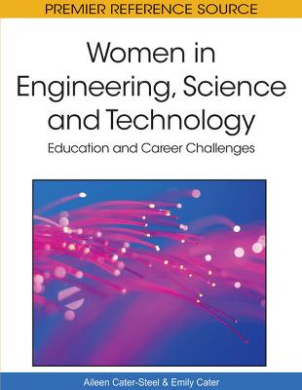 PREMIER REFERENCE SOURCE
Women in
Engineering, Science
and Technology
Education and Career Challenges
Aileen Cater-Steel & Emily Cater